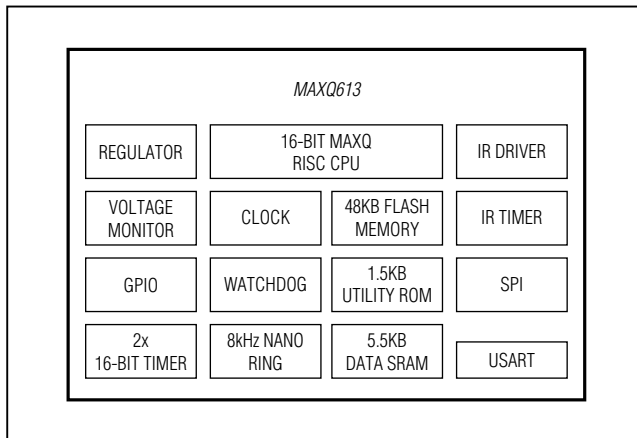 MAXQ613
REGULATOR
16-BIT MAXQ
RISC CPU
IR DRIVER
VOLTAGE
MONITOR
CLOCK
48KB FLASH
MEMORY
IR TIMER
GPIO
WATCHDOG
1.5KB
UTILITY ROM
SPI
2x
16-BIT TIMER
8kHz NANO
RING
5.5KB
DATA SRAM
USART